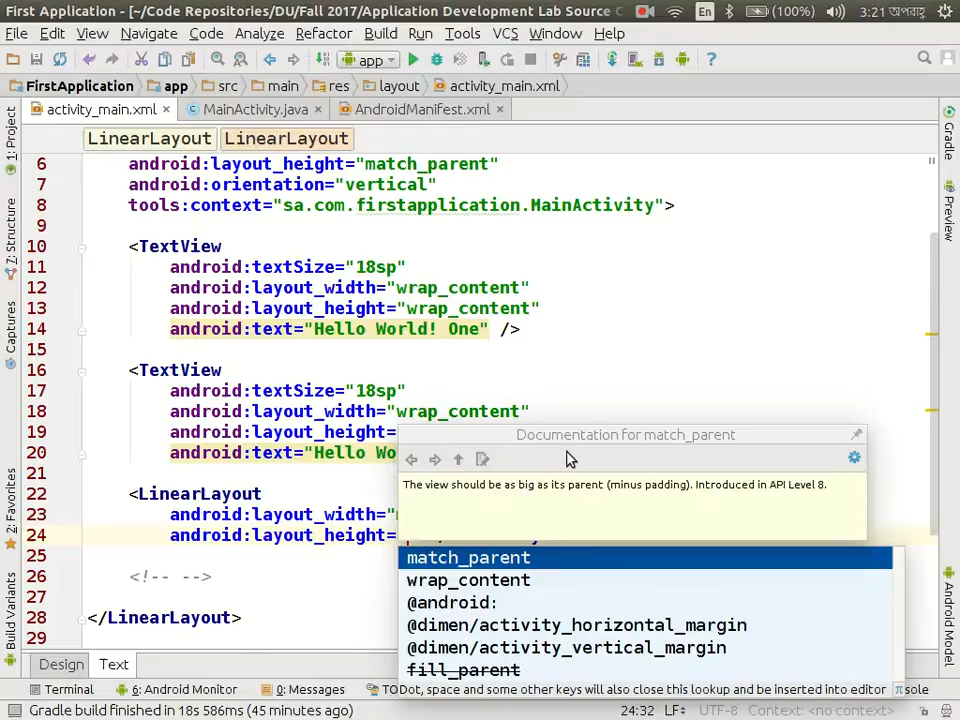 First Application - [~/Code Repositories/DU/Fall 2017/Application Development Lab Source C
En
(100%)
3:21 অপরাহ্ণ
File Edit View Navigate Code Analyze Refactor Build Run Tools VCS Window Help
app
FirstApplication app src main res layout activity_main.xml
activity_main.xml MainActivity.java AndroidManifest.xml
LinearLayout LinearLayout
6 android:layout_height="match_parent"
7 android:orientation="vertical"
8 tools:context="sa.com.firstapplication.MainActivity">
9
10 <TextView
11 android:textSize="18sp"
12 android:layout_width="wrap_content"
13 android:layout_height="wrap_content"
14 android:text="Hello World! One" />
15
16 <TextView
17 android:textSize="18sp"
18 android:layout_width="wrap_content"
19 android:layout_height=
20 android:text="Hello Wo
21
22 <LinearLayout
23 android:layout_width=
24 android:layout_height=
25
26 <!-- -->
27
28 </LinearLayout>
29
Documentation for match_parent
The view should be as big as its parent (minus padding). Introduced in API Level 8.
match_parent
wrap_content
@android:
@dimen/activity_horizontal_margin
@dimen/activity_vertical_margin
fill_parent
Dot, space and some other keys will also close this lookup and be inserted into editor
π
1: Project
7: Structure
Captures
2: Favorites
Build Variants
Gradle
Preview
Android Model
Design Text
Terminal 6: Android Monitor 0: Messages TODO
sole
Gradle build finished in 18s 586ms (45 minutes ago)
24:32 LF÷ UTF-8 Context: <no context>